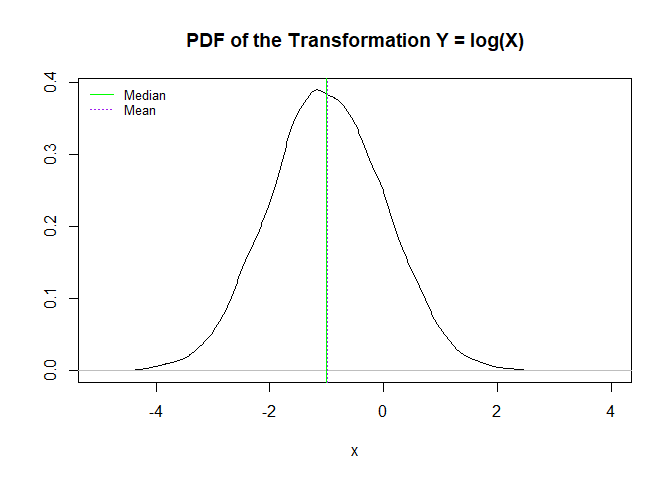 PDF of the Transformation Y = log(X)
Median
Mean
0.4
0.3
0.2
0.1
0.0
-4 -2 0 2 4
x